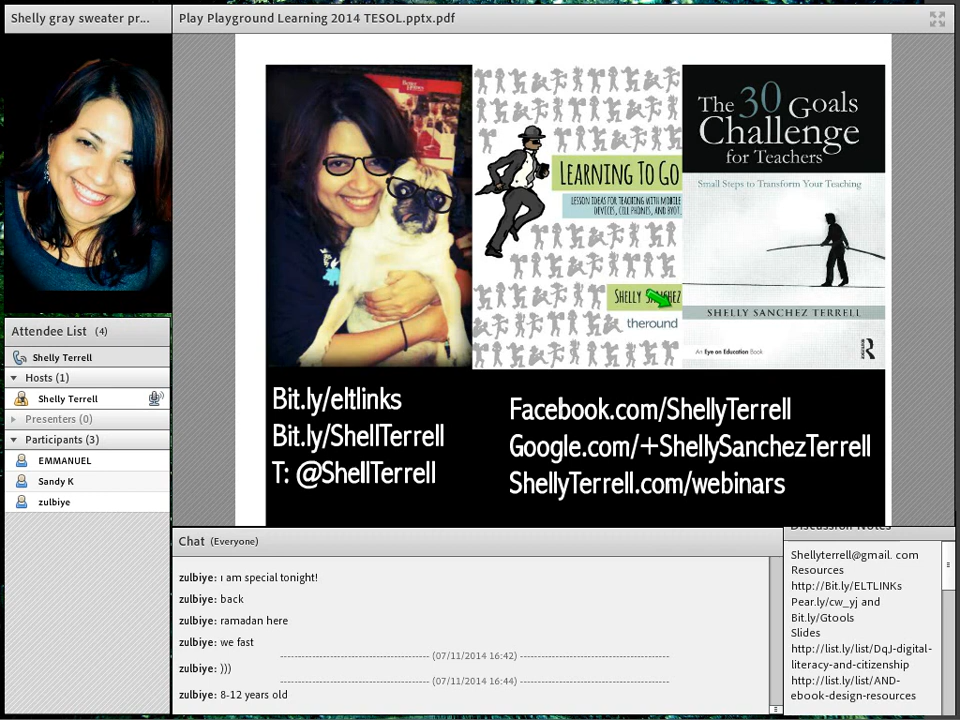 Shelly gray sweater pr...
Play Playground Learning 2014 TESOL.pptx.pdf
LEARNING TO GO
LESSON IDEAS FOR TEACHING WITH MOBILE
DEVICES, CELL PHONES, AND BYOT.
SHELLY SANCHEZ
theround
The 30 Goals
Challenge
for Teachers
Small Steps to Transform Your Teaching
SHELLY SANCHEZ TERRELL
An Eye on Education Book
R
Bit.ly/eltlinks
Bit.ly/ShellTerrell
T: @ShellTerrell
Facebook.com/ShellyTerrell
Google.com/+ShellySanchezTerrell
ShellyTerrell.com/webinars
Attendee List (4)
Shelly Terrell
Hosts (1)
Shelly Terrell
Presenters (0)
Participants (3)
EMMANUEL
Sandy K
zulbiye
Chat (Everyone)
zulbiye: ı am special tonight!
zulbiye: back
zulbiye: ramadan here
zulbiye: we fast
(07/11/2014 16:42)
zulbiye: )))
(07/11/2014 16:44)
zulbiye: 8-12 years old
Discussion Notes
Shellyterrell@gmail. com
Resources
http://Bit.ly/ELTLINKs
Pear.ly/cw_yj and
Bit.ly/Gtools
Slides
http://list.ly/list/DqJ-digital-
literacy-and-citizenship
http://list.ly/list/AND-
ebook-design-resources